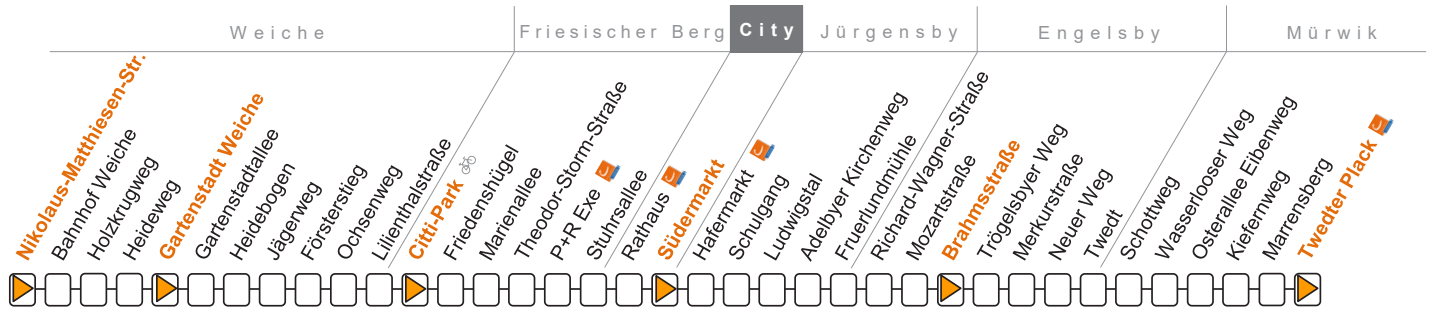 Weiche
Friesischer Berg
City
Jürgensby
Engelsby
Mürwik
Nikolaus-Matthiesen-Str.
Bahnhof Weiche
Holzkrugweg
Heideweg
Gartenstadt Weiche
Gartenstadtallee
Heidebogen
Jägerweg
Försterstieg
Ochsenweg
Lilienthalstraße
Citti-Park
Friedenshügel
Marienallee
Theodor-Storm-Straße
P+R Exe
Stuhrsallee
Rathaus
Südermarkt
Hafermarkt
Schulgang
Ludwigstal
Adelbyer Kirchenweg
Fruerlundmühle
Richard-Wagner-Straße
Mozartstraße
Brahmsstraße
Trögelsbyer Weg
Merkurstraße
Neuer Weg
Twedt
Schottweg
Wasserlooser Weg
Osterallee Eibenweg
Kiefernweg
Marrensberg
Twedter Plack